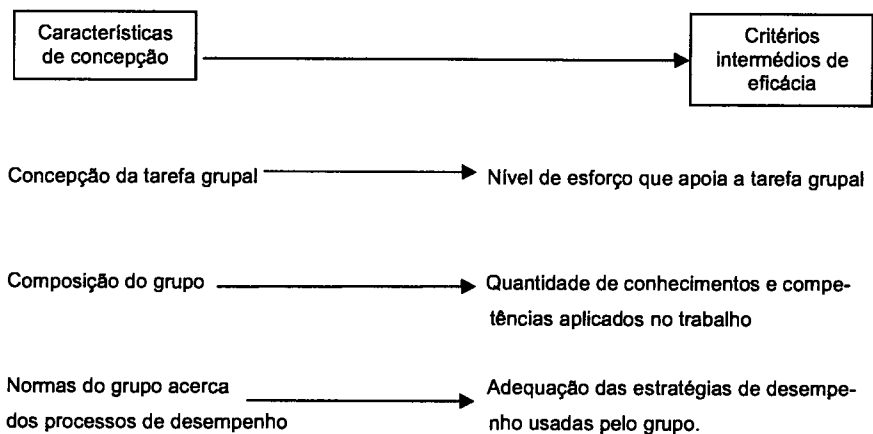 Características
de concepção
Critérios
intermédios de
eficácia
Concepção da tarefa grupal
Nível de esforço que apoia a tarefa grupal
Composição do grupo
Quantidade de conhecimentos e compe-
tências aplicados no trabalho
Normas do grupo acerca
dos processos de desempenho
Adequação das estratégias de desempe-
nho usadas pelo grupo.